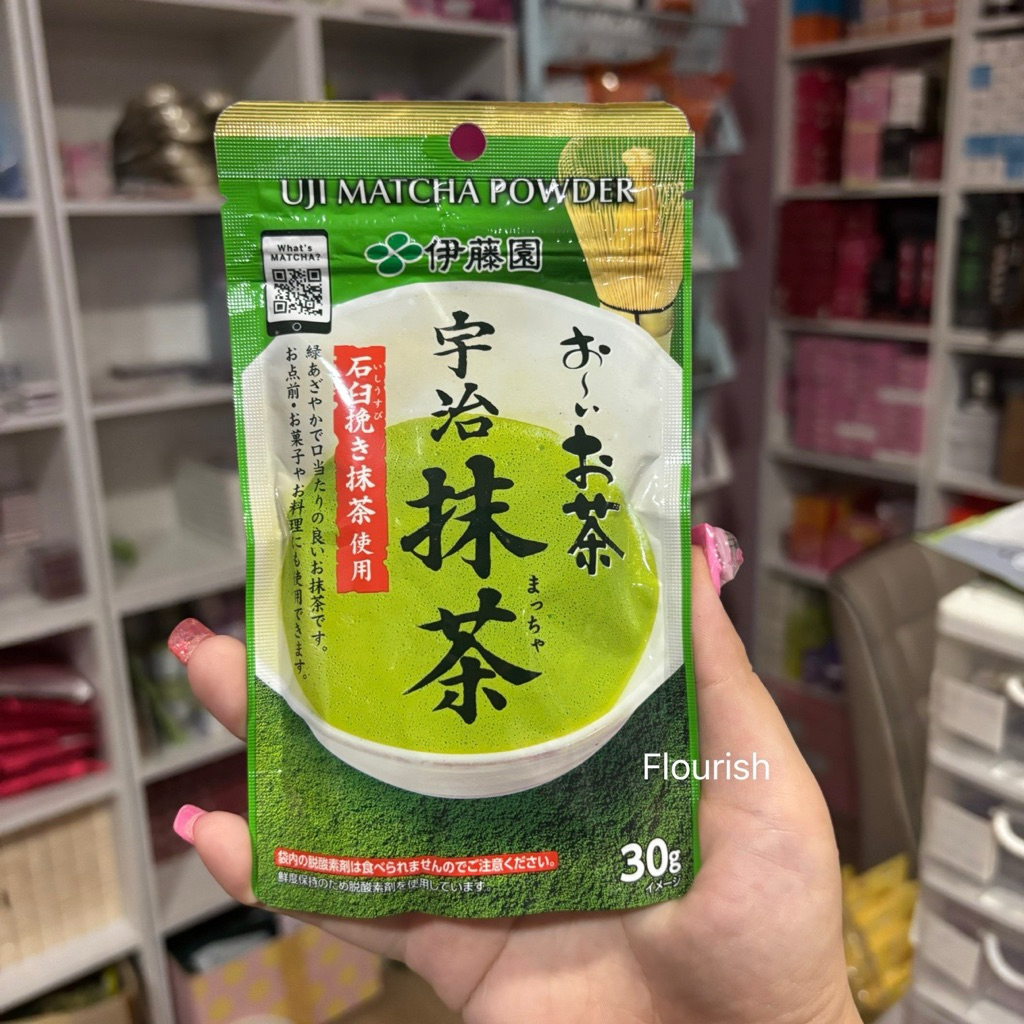 UJI MATCHA POWDER
What's
MATCHA?
伊藤園
お〜いお茶
宇治抹茶
まっちゃ
石臼挽き抹茶使用
いしうすび
緑あざやかで口当たりの良いお抹茶です。
お点前・お菓子やお料理にも使用できます。
Flourish
袋内の脱酸素剤は食べられませんのでご注意ください。
鮮度保持のため脱酸素剤を使用しています。
30g
イメージ